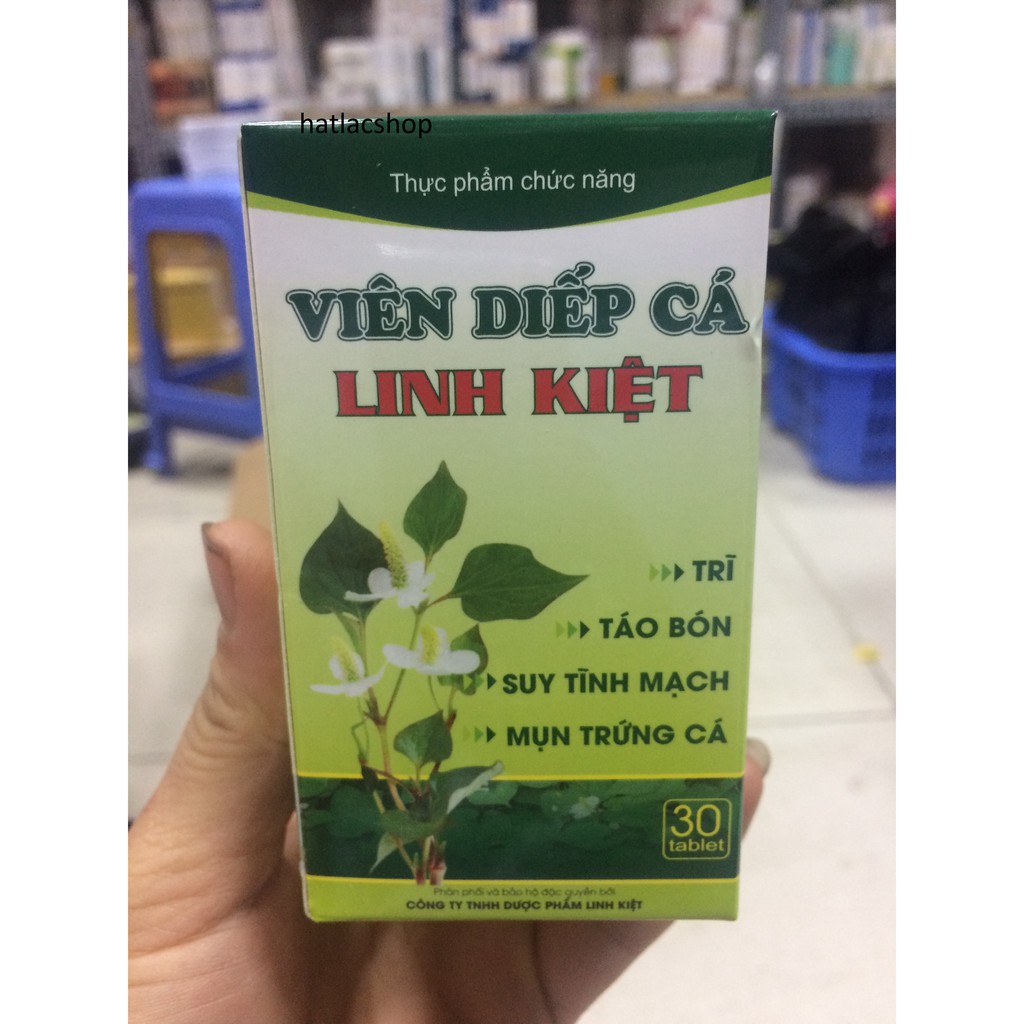 hatlacshop
Thực phẩm chức năng
VIÊN DIẾP CÁ
LINH KIỆT
TRĨ
TÁO BÓN
SUY TĨNH MẠCH
MỤN TRỨNG CÁ
30
tablet
Phân phối và bảo hộ đặc quyền bởi
CÔNG TY TNHH DƯỢC PHẨM LINH KIỆT